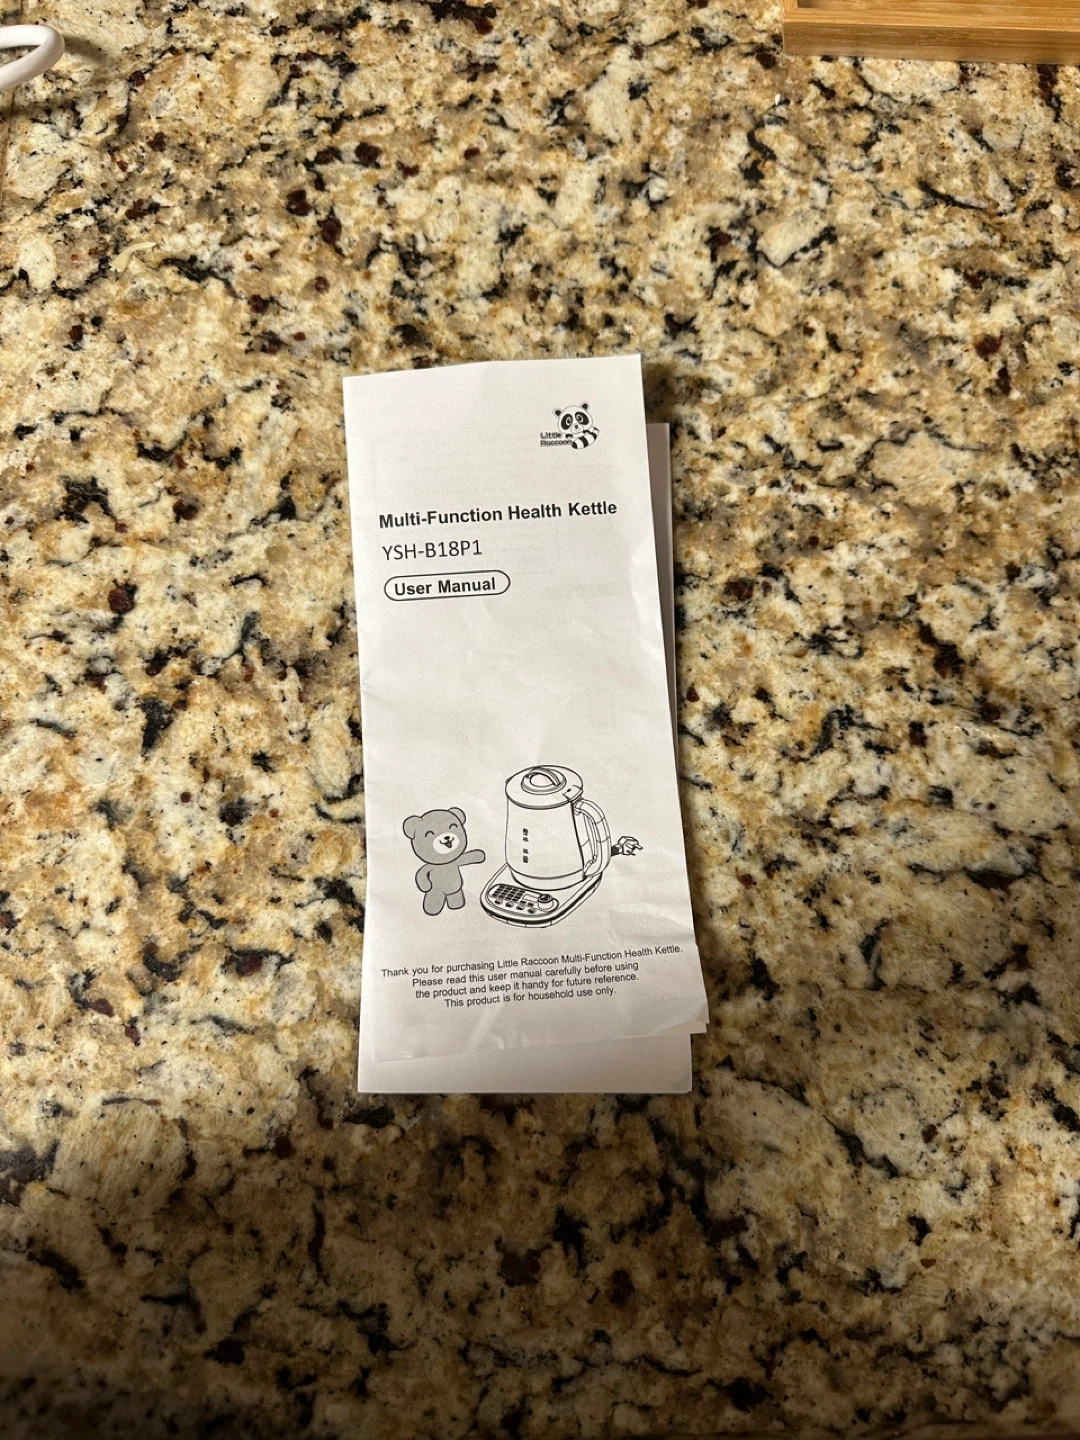 Little
Raccoon
Multi-Function Health Kettle
YSH-B18P1
User Manual
Thank you for purchasing Little Raccoon Multi-Function Health Kettle.
Please read this user manual carefully before using
the product and keep it handy for future reference.
This product is for household use only.